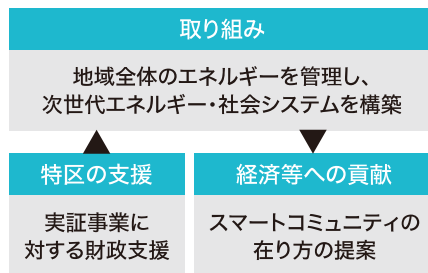 取り組み
地域全体のエネルギーを管理し、
次世代エネルギー・社会システムを構築
特区の支援
実証事業に
対する財政支援
経済等への貢献
スマートコミュニティの
在り方の提案